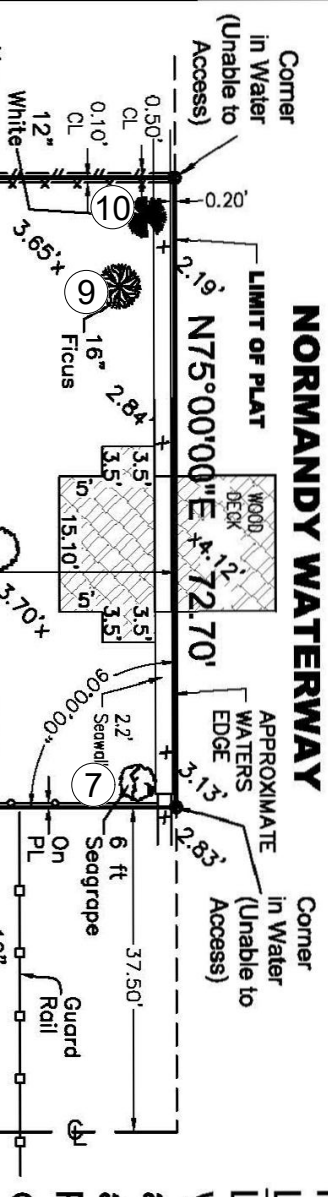 NORMANDY WATERWAY
Corner
in Water
(Unable to
Access)
0.20'
LIMIT OF PLAT
N75°00'00"E 72.70'
WOOD
DECK
+4.12'
APPROXIMATE
WATERS
EDGE
Corner
in Water
(Unable to
Access)
0.50'
CL
0.10'
CL
12"
White
10
3.65'+
9
16"
Ficus
2.19'
2.84'
3.5'
3.5'
5'
15.10'
5'
3.5'
3.5'
3.70'+
90°00'00"
2.2'
Seawall
7
6 ft
Seagrape
3.13'
2.83'
37.50'
On
PL
Guard
Rail